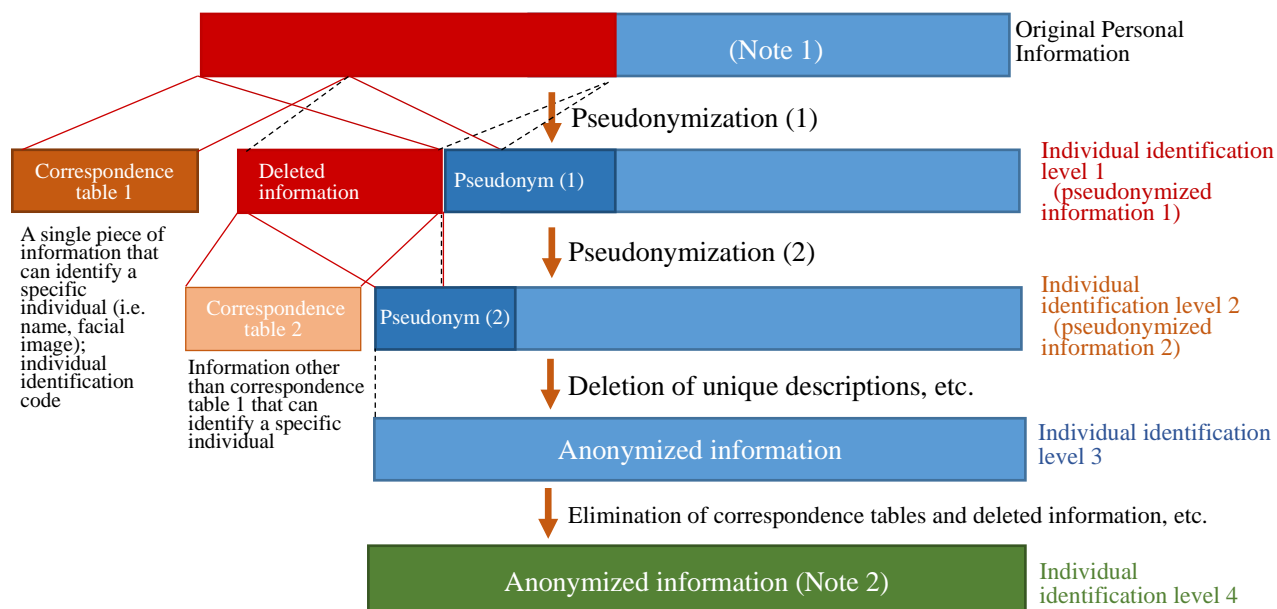 (Note 1)
Original Personal
Information
Pseudonymization (1)
Correspondence
table 1
Deleted
information
Pseudonym (1)
Individual identification
level 1
(pseudonymized
information 1)
A single piece of
information that
can identify a
specific
individual (i.e.
name, facial
image);
individual
identification
code
Pseudonymization (2)
Correspondence
table 2
Pseudonym (2)
Individual
identification level 2
(pseudonymized
information 2)
Information other
than correspondence
table 1 that can
identify a specific
individual
Deletion of unique descriptions, etc.
Anonymized information
Individual identification
level 3
Elimination of correspondence tables and deleted information, etc.
Anonymized information (Note 2)
Individual
identification level 4